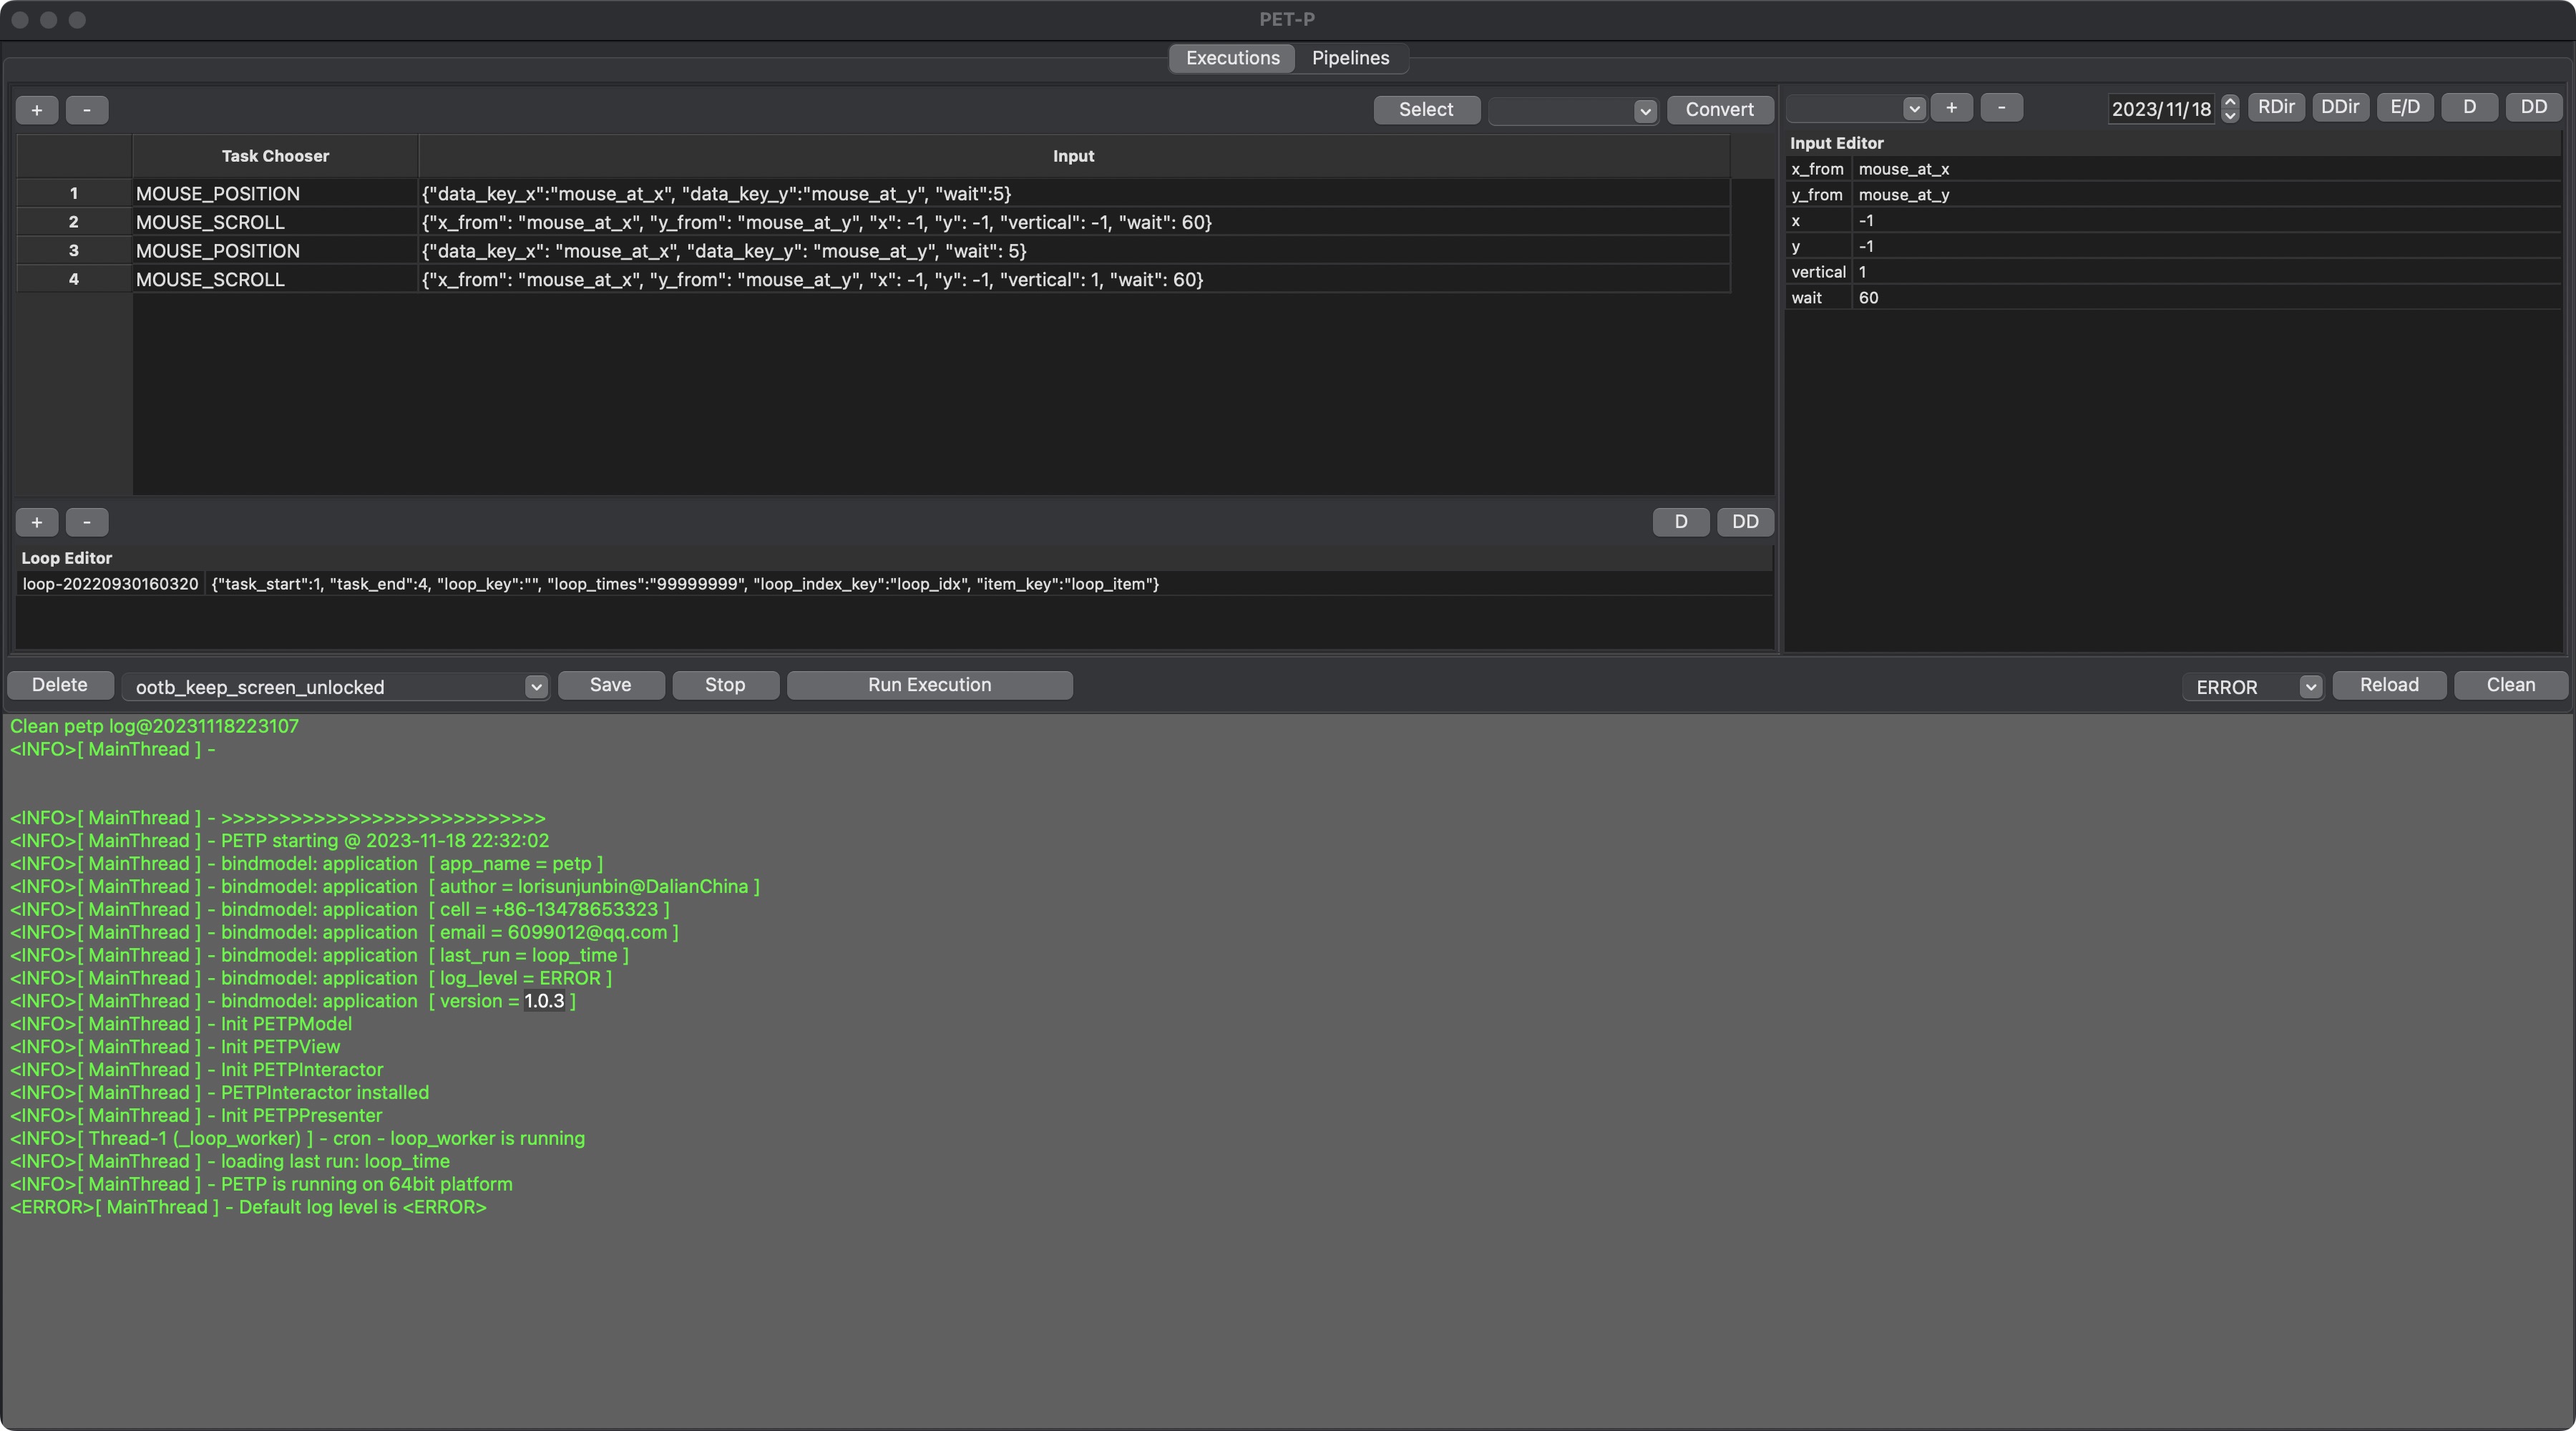 PET-P
Executions Pipelines
+ - Select Convert
Task Chooser Input
1 MOUSE_POSITION {"data_key_x":"mouse_at_x", "data_key_y":"mouse_at_y", "wait":5}
2 MOUSE_SCROLL {"x_from": "mouse_at_x", "y_from": "mouse_at_y", "x": -1, "y": -1, "vertical": -1, "wait": 60}
3 MOUSE_POSITION {"data_key_x": "mouse_at_x", "data_key_y": "mouse_at_y", "wait": 5}
4 MOUSE_SCROLL {"x_from": "mouse_at_x", "y_from": "mouse_at_y", "x": -1, "y": -1, "vertical": 1, "wait": 60}
+ - 2023/11/18 RDir DDir E/D D DD
Input Editor
x_from mouse_at_x
y_from mouse_at_y
x -1
y -1
vertical 1
wait 60
+ - D DD
Loop Editor
loop-20220930160320 {"task_start":1, "task_end":4, "loop_key":"", "loop_times":"99999999", "loop_index_key":"loop_idx", "item_key":"loop_item"}
Delete ootb_keep_screen_unlocked Save Stop Run Execution ERROR Reload Clean
Clean petp log@20231118223107
<INFO>[ MainThread ] -
<INFO>[ MainThread ] - >>>>>>>>>>>>>>>>>>>>>>>>>>>>
<INFO>[ MainThread ] - PETP starting @ 2023-11-18 22:32:02
<INFO>[ MainThread ] - bindmodel: application  [ app_name = petp ]
<INFO>[ MainThread ] - bindmodel: application  [ author = lorisunjunbin@DalianChina ]
<INFO>[ MainThread ] - bindmodel: application  [ cell = +86-13478653323 ]
<INFO>[ MainThread ] - bindmodel: application  [ email = 6099012@qq.com ]
<INFO>[ MainThread ] - bindmodel: application  [ last_run = loop_time ]
<INFO>[ MainThread ] - bindmodel: application  [ log_level = ERROR ]
<INFO>[ MainThread ] - bindmodel: application  [ version = 1.0.3 ]
<INFO>[ MainThread ] - Init PETPModel
<INFO>[ MainThread ] - Init PETPView
<INFO>[ MainThread ] - Init PETPInteractor
<INFO>[ MainThread ] - PETPInteractor installed
<INFO>[ MainThread ] - Init PETPPresenter
<INFO>[ Thread-1 (_loop_worker) ] - cron - loop_worker is running
<INFO>[ MainThread ] - loading last run: loop_time
<INFO>[ MainThread ] - PETP is running on 64bit platform
<ERROR>[ MainThread ] - Default log level is <ERROR>